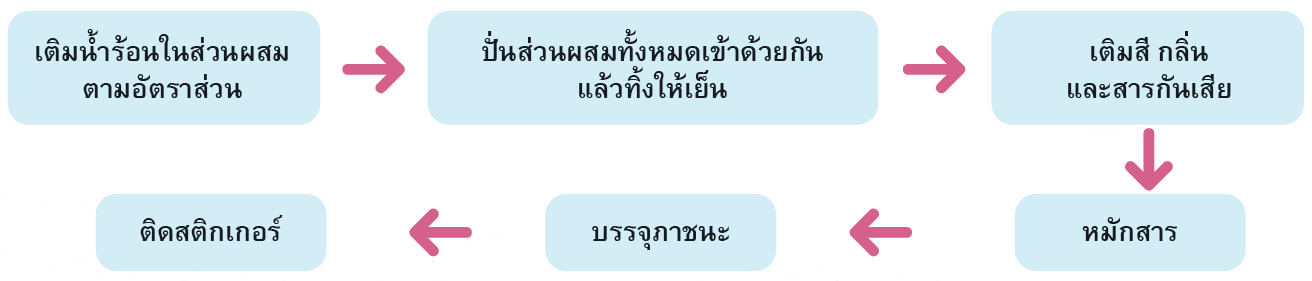 เติมน้ำร้อนในส่วนผสม
ตามอัตราส่วน
ปั่นส่วนผสมทั้งหมดเข้าด้วยกัน
แล้วทิ้งให้เย็น
เติมสี กลิ่น
และสารกันเสีย
หมักสาร
บรรจุภาชนะ
ติดสติกเกอร์